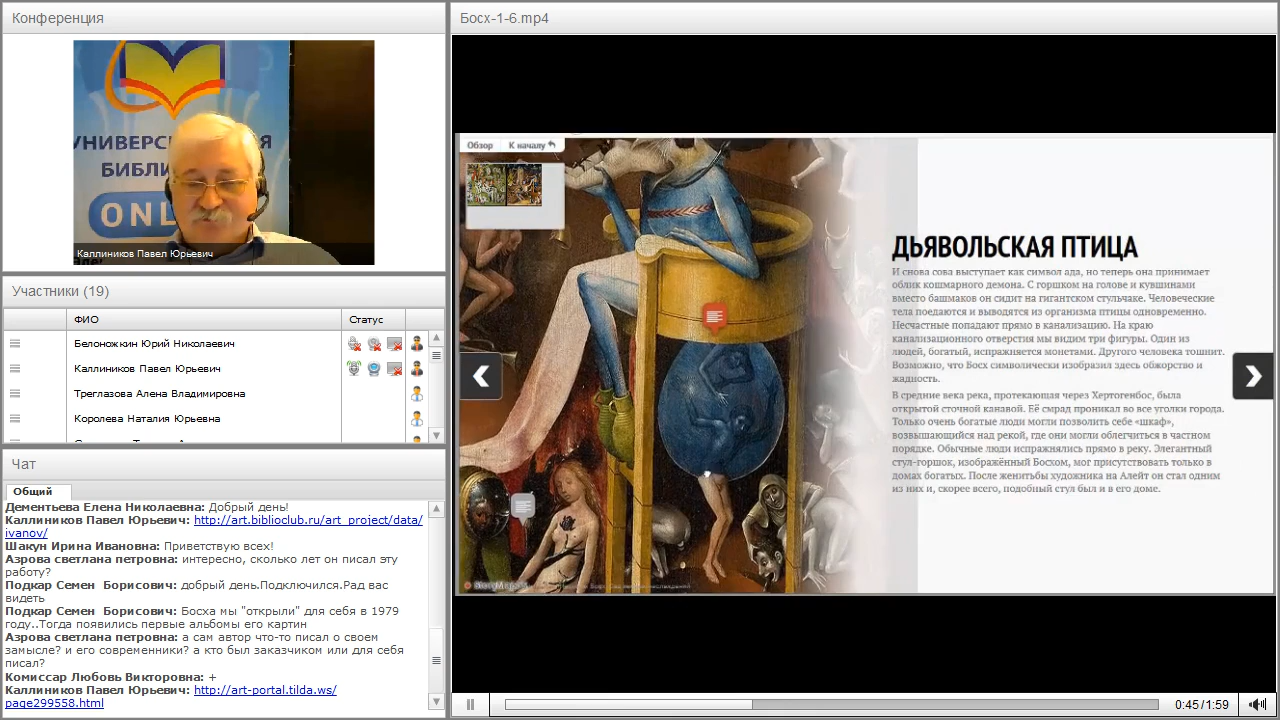 Конференция
УНИВЕРС
БИБЛИ
ONL
Каллиников Павел Юрьевич
Участники (19)
ФИО
Статус
Белоножкин Юрий Николаевич
Каллиников Павел Юрьевич
Треглазова Алена Владимировна
Королева Наталия Юрьевна
Чат
Общий
Дементьева Елена Николаевна: Добрый день!
Каллиников Павел Юрьевич: http://art.biblioclub.ru/art_project/data/
ivanov/
Шакун Ирина Ивановна: Приветствую всех!
Азрова светлана петровна: интересно, сколько лет он писал эту
работу?
Подкар Семен Борисович: добрый день.Подключился.Рад вас
видеть
Подкар Семен Борисович: Босха мы "открыли" для себя в 1979
году..Тогда появились первые альбомы его картин
Азрова светлана петровна: а сам автор что-то писал о своем
замысле? и его современники? а кто был заказчиком или для себя
писал?
Комиссар Любовь Викторовна: +
Каллиников Павел Юрьевич: http://art-portal.tilda.ws/
page299558.html
Босх-1-6.mp4
Обзор
К началу
ДЬЯВОЛЬСКАЯ ПТИЦА
И снова сова выступает как символ ада, но теперь она принимает
облик кошмарного демона. С горшком на голове и кувшинами
вместо башмаков он сидит на гигантском стульчаке. Человеческие
тела поедаются и выводятся из организма птицы одновременно.
Несчастные попадают прямо в канализацию. На краю
канализационного отверстия мы видим три фигуры. Один из
людей, богатый, испражняется монетами. Другого человека тошнит.
Возможно, что Босх символически изобразил здесь обжорство и
жадность.
В средние века река, протекающая через Хертогенбос, была
открытой сточной канавой. Её смрад проникал во все уголки города.
Только очень богатые люди могли позволить себе «шкаф»,
возвышающийся над рекой, где они могли облегчиться в частном
порядке. Обычные люди испражнялись прямо в реку. Элегантный
стул-горшок, изображённый Босхом, мог присутствовать только в
домах богатых. После женитьбы художника на Алейт он стал одним
из них и, скорее всего, подобный стул был и в его доме.
StoryMap
0:45 / 1:59